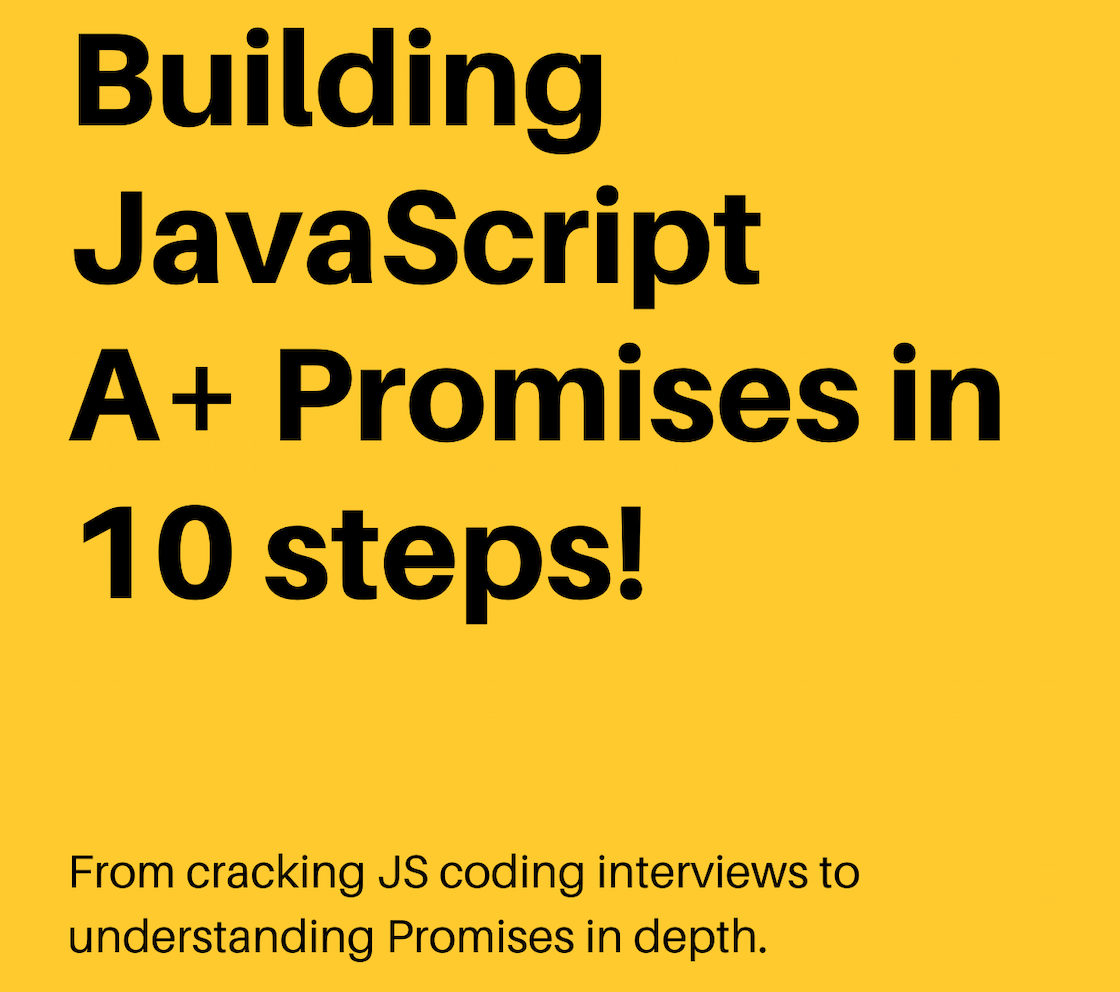 Building
JavaScript
A+ Promises in
10 steps!
From cracking JS coding interviews to
understanding Promises in depth.